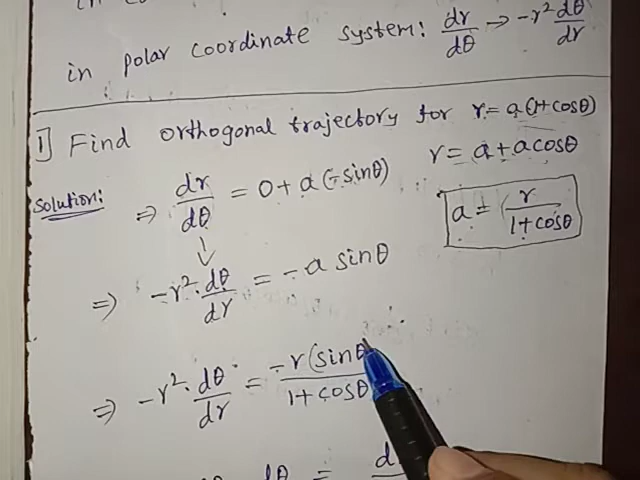 in polar coordinate system: dr/dθ → -r² dθ/dr
1] Find orthogonal trajectory for r = a(1+cosθ)
r = a + a cosθ
Solution: ⇒ dr/dθ = 0 + a(-sinθ)
a = r/(1+cosθ)
⇒ -r². dθ/dr = -a sinθ
⇒ -r². dθ/dr = -r(sinθ/1+cosθ
dθ =